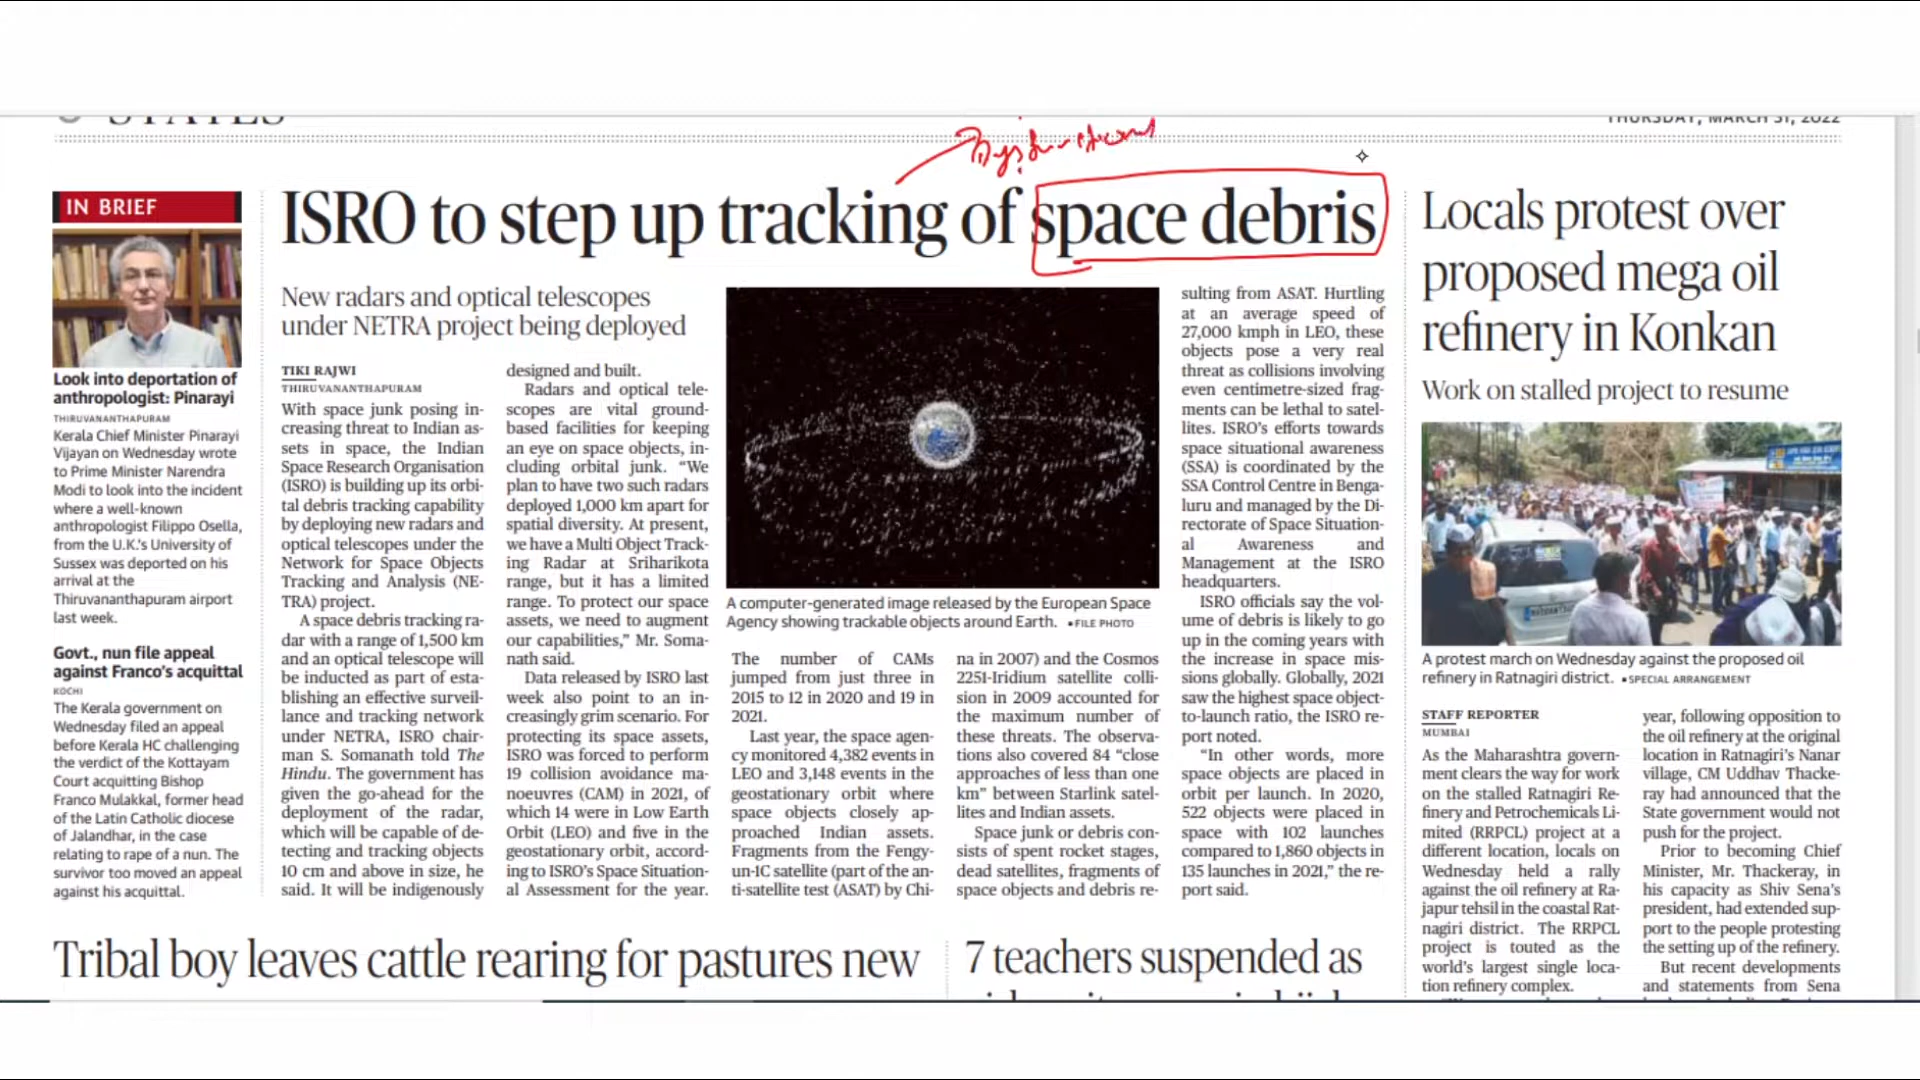 STATES
THURSDAY, MARCH 31, 2022
IN BRIEF
Look into deportation of
anthropologist: Pinarayi
THIRUVANANTHAPURAM
Kerala Chief Minister Pinarayi
Vijayan on Wednesday wrote
to Prime Minister Narendra
Modi to look into the incident
where a well-known
anthropologist Filippo Osella,
from the U.K.'s University of
Sussex was deported on his
arrival at the
Thiruvananthapuram airport
last week.
Govt., nun file appeal
against Franco's acquittal
KOCHI
The Kerala government on
Wednesday filed an appeal
before Kerala HC challenging
the verdict of the Kottayam
Court acquitting Bishop
Franco Mulakkal, former head
of the Latin Catholic diocese
of Jalandhar, in the case
relating to rape of a nun. The
survivor too moved an appeal
against his acquittal.
ISRO to step up tracking of space debris
New radars and optical telescopes
under NETRA project being deployed
TIKI RAJWI
THIRUVANANTHAPURAM
With space junk posing in-
creasing threat to Indian as-
sets in space, the Indian
Space Research Organisation
(ISRO) is building up its orbi-
tal debris tracking capability
by deploying new radars and
optical telescopes under the
Network for Space Objects
Tracking and Analysis (NE-
TRA) project.
A space debris tracking ra-
dar with a range of 1,500 km
and an optical telescope will
be inducted as part of esta-
blishing an effective surveil-
lance and tracking network
under NETRA, ISRO chair-
man S. Somanath told The
Hindu. The government has
given the go-ahead for the
deployment of the radar,
which will be capable of de-
tecting and tracking objects
10 cm and above in size, he
said. It will be indigenously
designed and built.
Radars and optical tele-
scopes are vital ground-
based facilities for keeping
an eye on space objects, in-
cluding orbital junk. “We
plan to have two such radars
deployed 1,000 km apart for
spatial diversity. At present,
we have a Multi Object Track-
ing Radar at Sriharikota
range, but it has a limited
range. To protect our space
assets, we need to augment
our capabilities,” Mr. Soma-
nath said.
Data released by ISRO last
week also point to an in-
creasingly grim scenario. For
protecting its space assets,
ISRO was forced to perform
19 collision avoidance ma-
noeuvres (CAM) in 2021, of
which 14 were in Low Earth
Orbit (LEO) and five in the
geostationary orbit, accord-
ing to ISRO's Space Situation-
al Assessment for the year.
A computer-generated image released by the European Space
Agency showing trackable objects around Earth. •FILE PHOTO
The number of CAMs
jumped from just three in
2015 to 12 in 2020 and 19 in
2021.
Last year, the space agen-
cy monitored 4,382 events in
LEO and 3,148 events in the
geostationary orbit where
space objects closely ap-
proached Indian assets.
Fragments from the Fengy-
un-IC satellite (part of the an-
ti-satellite test (ASAT) by Chi-
na in 2007) and the Cosmos
2251-Iridium satellite colli-
sion in 2009 accounted for
the maximum number of
these threats. The observa-
tions also covered 84 “close
approaches of less than one
km” between Starlink satel-
lites and Indian assets.
Space junk or debris con-
sists of spent rocket stages,
dead satellites, fragments of
space objects and debris re-
sulting from ASAT. Hurtling
at an average speed of
27,000 kmph in LEO, these
objects pose a very real
threat as collisions involving
even centimetre-sized frag-
ments can be lethal to satel-
lites. ISRO's efforts towards
space situational awareness
(SSA) is coordinated by the
SSA Control Centre in Benga-
luru and managed by the Di-
rectorate of Space Situation-
al Awareness and
Management at the ISRO
headquarters.
ISRO officials say the vol-
ume of debris is likely to go
up in the coming years with
the increase in space mis-
sions globally. Globally, 2021
saw the highest space object-
to-launch ratio, the ISRO re-
port noted.
“In other words, more
space objects are placed in
orbit per launch. In 2020,
522 objects were placed in
space with 102 launches
compared to 1,860 objects in
135 launches in 2021,” the re-
port said.
Locals protest over
proposed mega oil
refinery in Konkan
Work on stalled project to resume
A protest march on Wednesday against the proposed oil
refinery in Ratnagiri district. •SPECIAL ARRANGEMENT
STAFF REPORTER
MUMBAI
As the Maharashtra govern-
ment clears the way for work
on the stalled Ratnagiri Re-
finery and Petrochemicals Li-
mited (RRPCL) project at a
different location, locals on
Wednesday held a rally
against the oil refinery at Ra-
japur tehsil in the coastal Rat-
nagiri district. The RRPCL
project is touted as the
world's largest single loca-
tion refinery complex.
year, following opposition to
the oil refinery at the original
location in Ratnagiri's Nanar
village, CM Uddhav Thacke-
ray had announced that the
State government would not
push for the project.
Prior to becoming Chief
Minister, Mr. Thackeray, in
his capacity as Shiv Sena's
president, had extended sup-
port to the people protesting
the setting up of the refinery.
But recent developments
and statements from Sena
Tribal boy leaves cattle rearing for pastures new
7 teachers suspended as